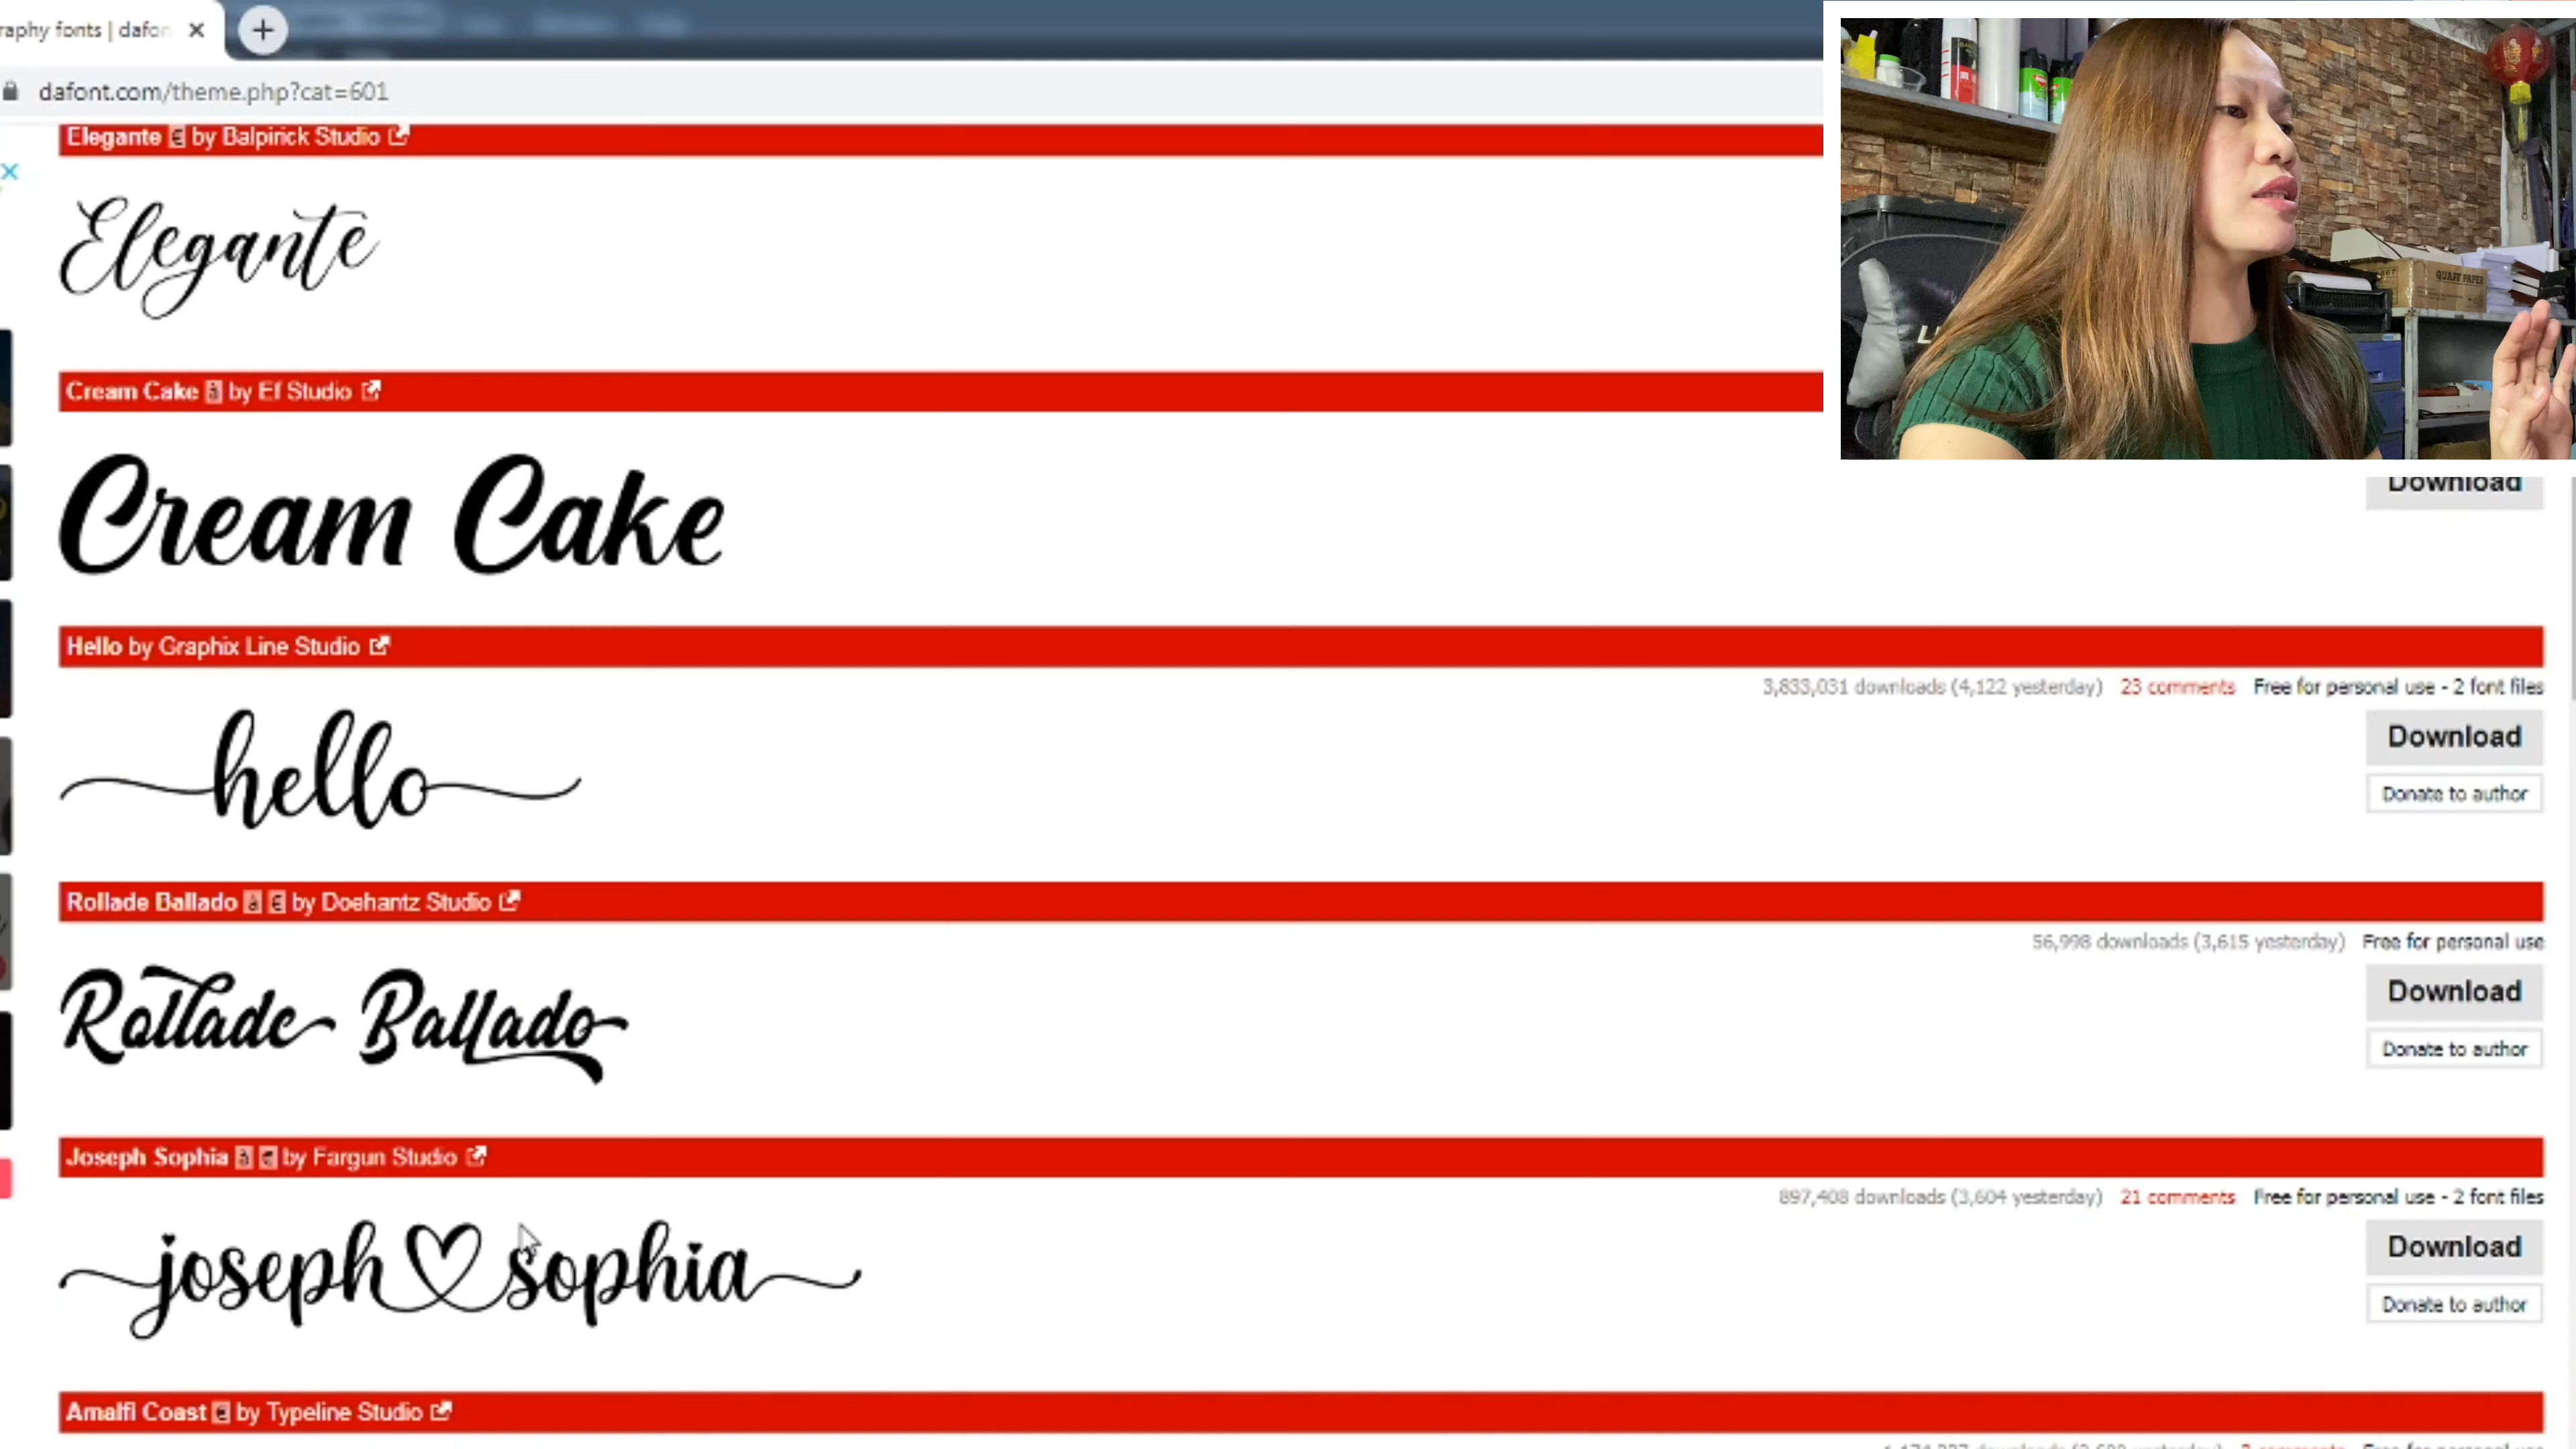 raphy fonts | dafon
dafont.com/theme.php?cat=601
Elegante by Balpirick Studio
Elegante
QUAFF PAPER
Cream Cake by Ef Studio
Cream Cake
Download
Hello by Graphix Line Studio
3,833,031 downloads (4,122 yesterday) 23 comments Free for personal use - 2 font files
hello
Download
Donate to author
Rollade Ballado by Doehantz Studio
56,998 downloads (3,615 yesterday) Free for personal use
Rollade Ballado
Download
Donate to author
Joseph Sophia by Fargun Studio
897,408 downloads (3,604 yesterday) 21 comments Free for personal use - 2 font files
joseph sophia
Download
Donate to author
Amalfi Coast by Typeline Studio